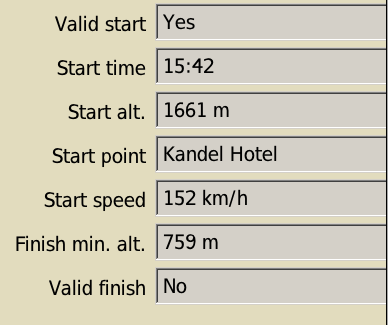 Valid start Yes
Start time 15:42
Start alt. 1661 m
Start point Kandel Hotel
Start speed 152 km/h
Finish min. alt. 759 m
Valid finish No